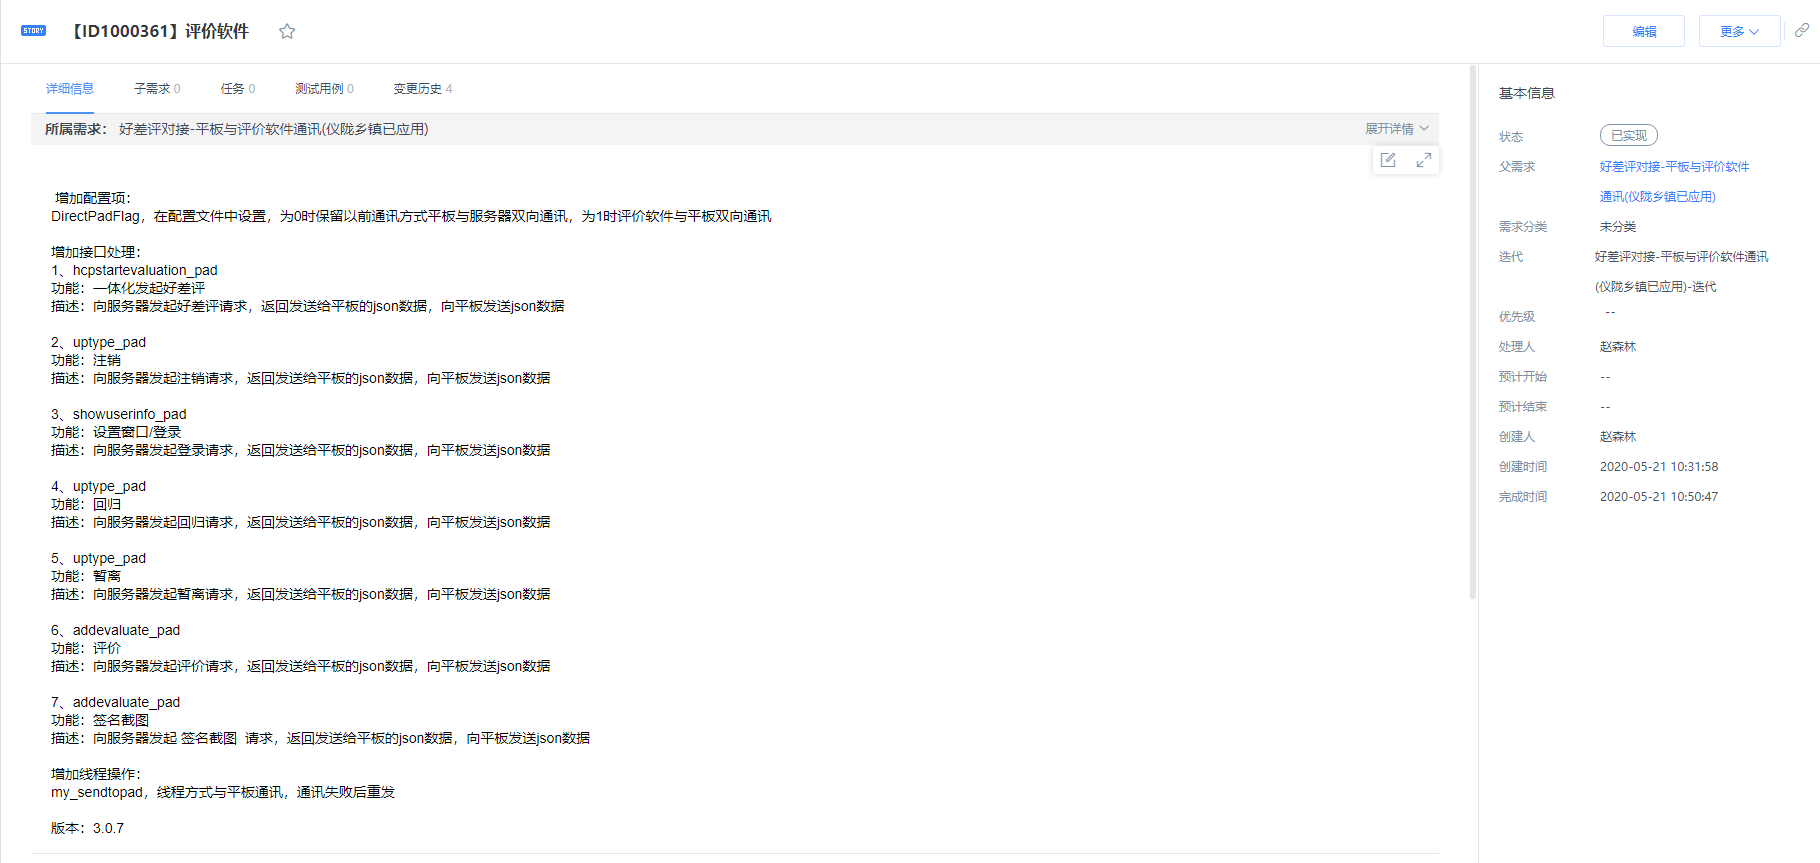 STORY
【ID1000361】评价软件
编辑
更多
详细信息
子需求 0
任务 0
测试用例 0
变更历史 4
所属需求： 好差评对接-平板与评价软件通讯(仪陇乡镇已应用)
展开详情
增加配置项：
DirectPadFlag，在配置文件中设置，为0时保留以前通讯方式平板与服务器双向通讯，为1时评价软件与平板双向通讯
增加接口处理：
1、hcpstartevaluation_pad
功能：一体化发起好差评
描述：向服务器发起好差评请求，返回发送给平板的json数据，向平板发送json数据
2、uptype_pad
功能：注销
描述：向服务器发起注销请求，返回发送给平板的json数据，向平板发送json数据
3、showuserinfo_pad
功能：设置窗口/登录
描述：向服务器发起登录请求，返回发送给平板的json数据，向平板发送json数据
4、uptype_pad
功能：回归
描述：向服务器发起回归请求，返回发送给平板的json数据，向平板发送json数据
5、uptype_pad
功能：暂离
描述：向服务器发起暂离请求，返回发送给平板的json数据，向平板发送json数据
6、addevaluate_pad
功能：评价
描述：向服务器发起评价请求，返回发送给平板的json数据，向平板发送json数据
7、addevaluate_pad
功能：签名截图
描述：向服务器发起 签名截图 请求，返回发送给平板的json数据，向平板发送json数据
增加线程操作：
my_sendtopad，线程方式与平板通讯，通讯失败后重发
版本：3.0.7
基本信息
状态 已实现
父需求 好差评对接-平板与评价软件
通讯(仪陇乡镇已应用)
需求分类 未分类
迭代 好差评对接-平板与评价软件通讯
(仪陇乡镇已应用)-迭代
优先级 --
处理人 赵森林
预计开始 --
预计结束 --
创建人 赵森林
创建时间 2020-05-21 10:31:58
完成时间 2020-05-21 10:50:47